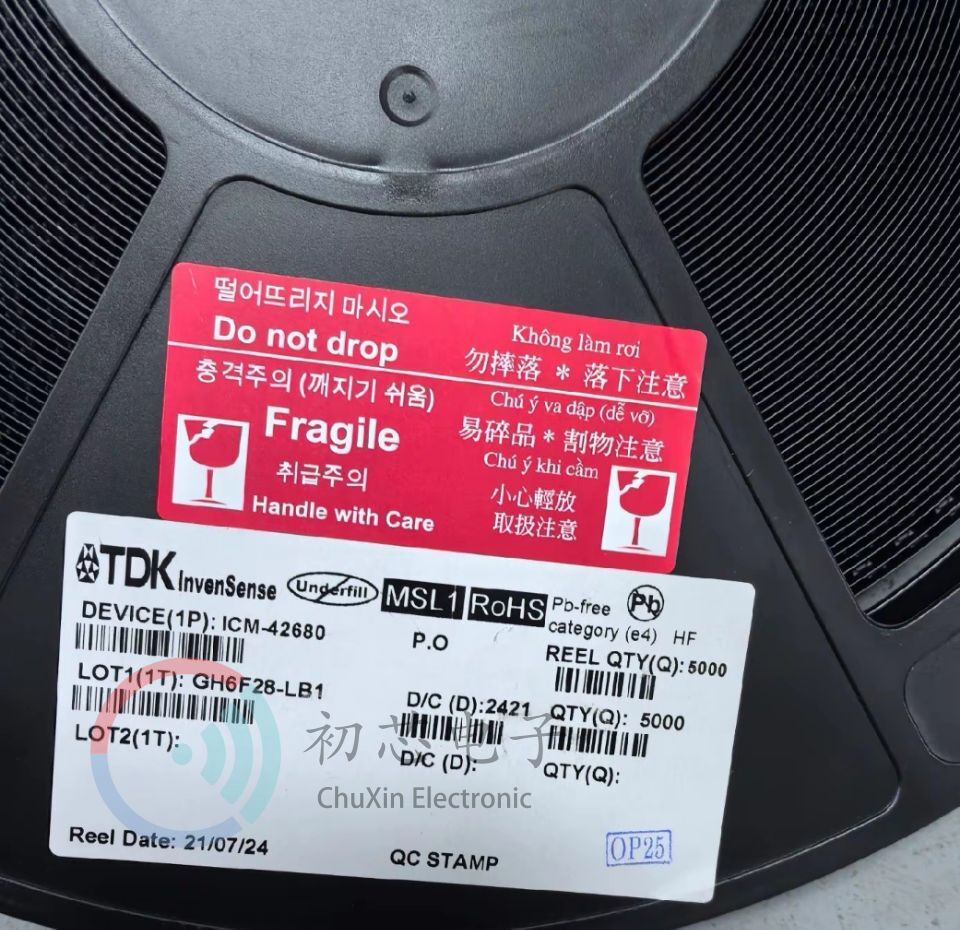 떨어뜨리지 마시오
Do not drop
Không làm rơi
勿摔落 * 落下注意
충격주의 (깨지기 쉬움)
Fragile
Chú ý va dập (dễ vỡ)
易碎品 * 割物注意
취급주의
Handle with Care
Chú ý khi cầm
小心輕放
取扱注意
TDK InvenSense Underfill MSL1 RoHS Pb-free category (e4) Pb HF
DEVICE(1P): ICM-42680
P.O
REEL QTY(Q): 5000
LOT1(1T): GH6F28-LB1
D/C (D):2421 QTY(Q): 5000
LOT2(1T):
D/C (D): QTY(Q):
初芯电子
ChuXin Electronic
Reel Date: 21/07/24
QC STAMP
OP25